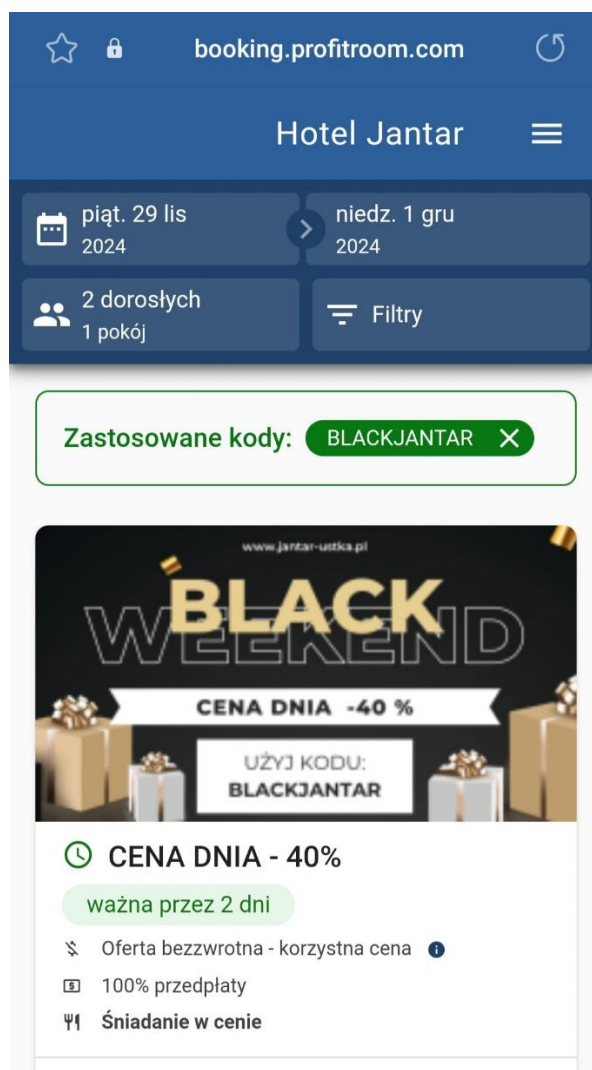 booking.profitroom.com
Hotel Jantar
piąt. 29 lis
2024
niedz. 1 gru
2024
2 dorosłych
1 pokój
Filtry
Zastosowane kody: BLACKJANTAR
www.jantar-ustka.pl
BLACK
WEEKEND
CENA DNIA -40 %
UŻYJ KODU:
BLACKJANTAR
CENA DNIA - 40%
ważna przez 2 dni
Oferta bezzwrotna - korzystna cena
100% przedpłaty
Śniadanie w cenie